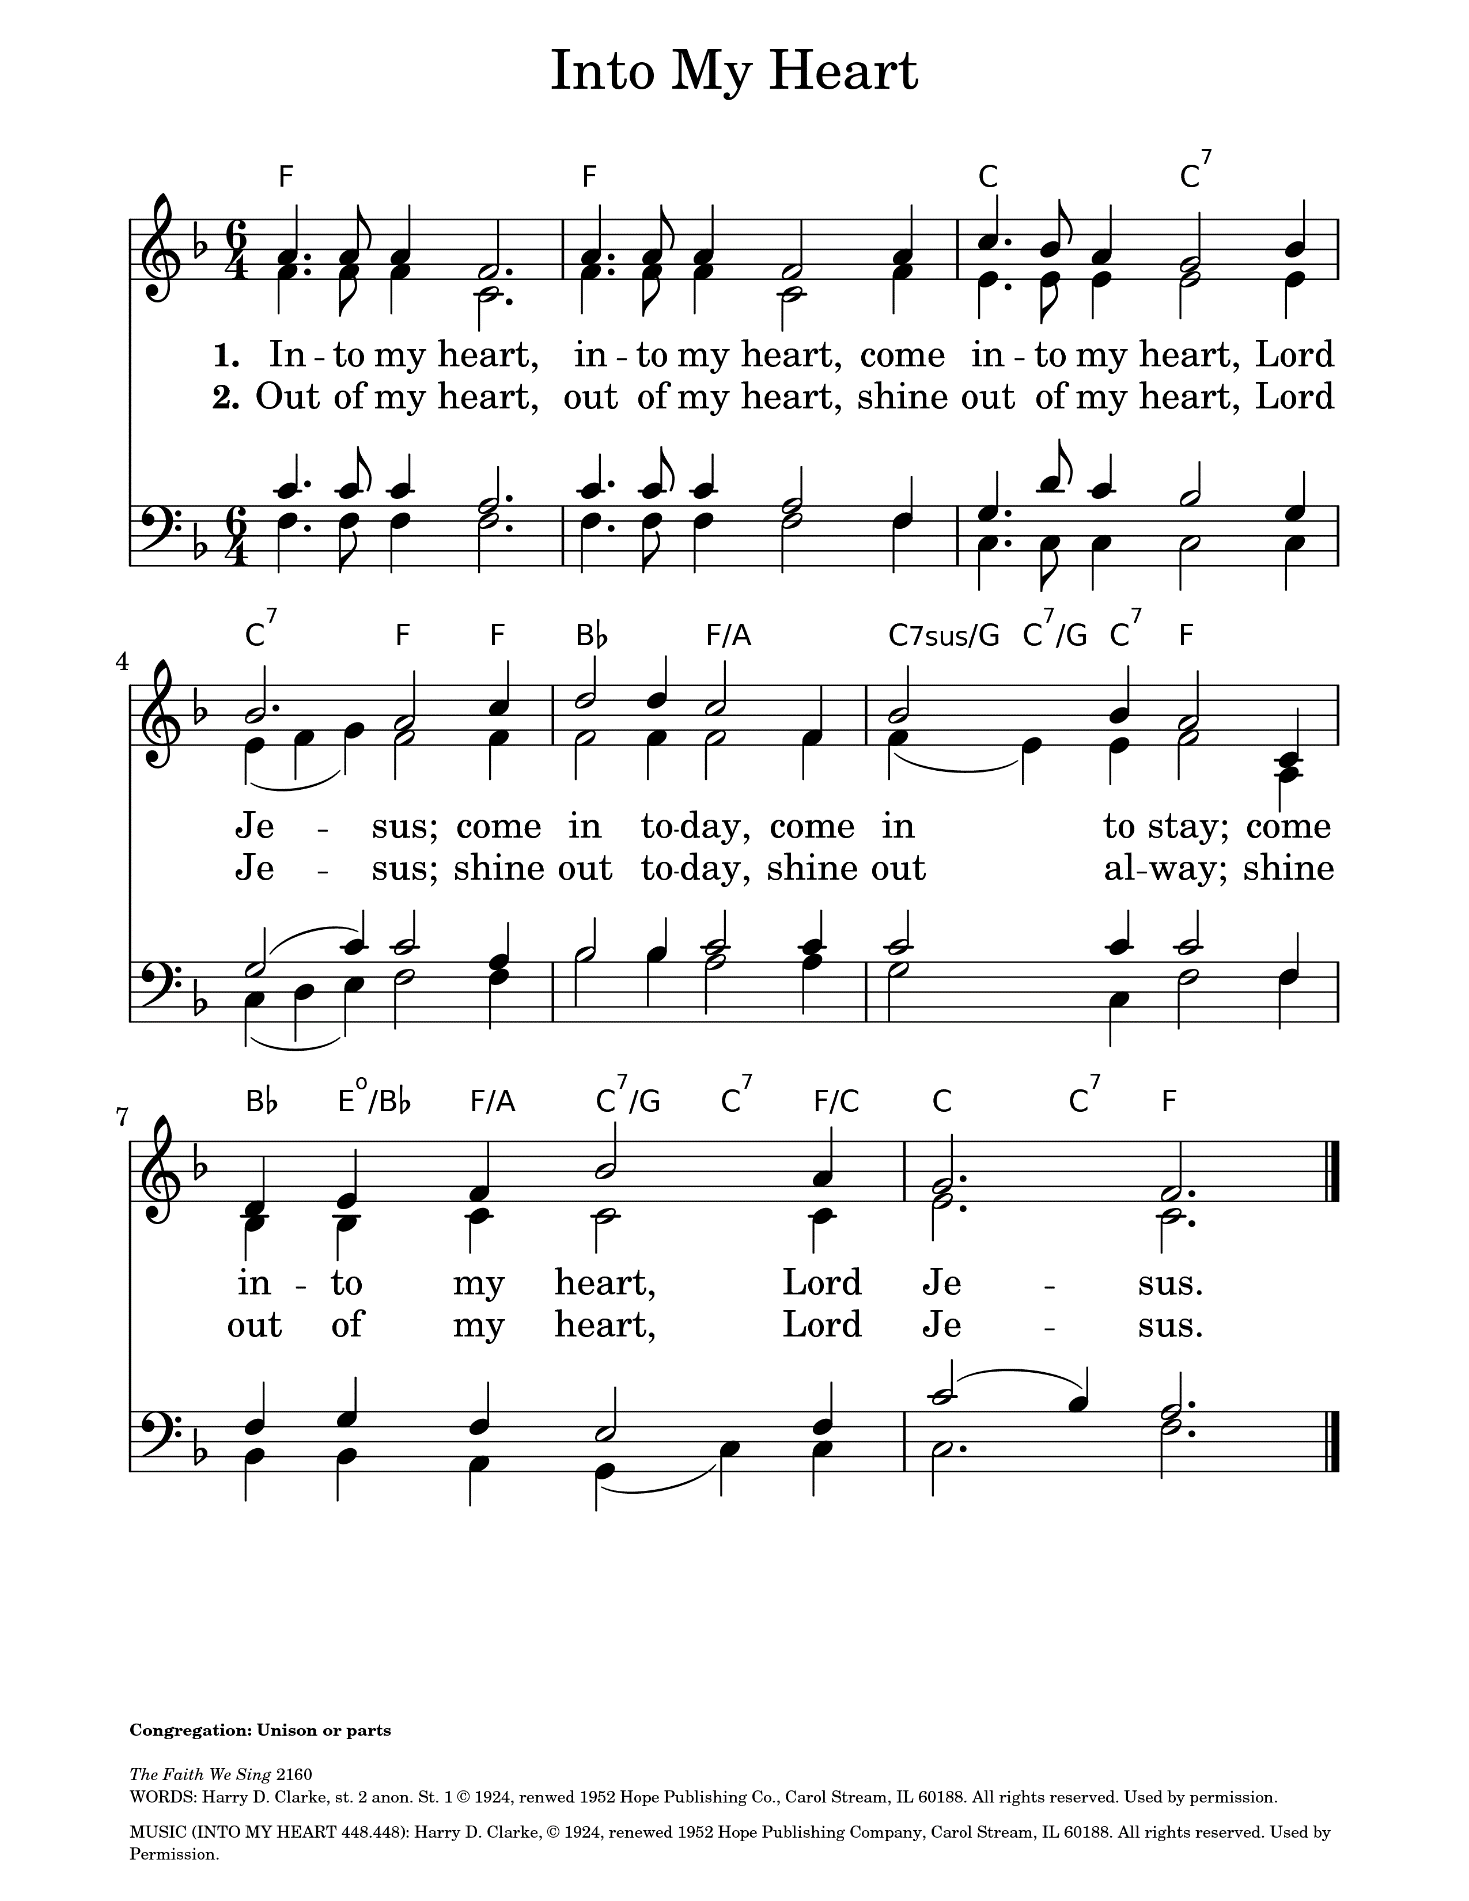 Into My Heart
F F C C7
6 4
1. In - to my heart, in - to my heart, come in - to my heart, Lord
2. Out of my heart, out of my heart, shine out of my heart, Lord
6 4
C7 F F B♭ F/A C7sus/G C7/G C7 F
4
Je - sus; come in to-day, come in to stay; come
Je - sus; shine out to-day, shine out al-way; shine
B♭ Eo/B♭ F/A C7/G C7 F/C C C7 F
7
in - to my heart, Lord Je - sus.
out of my heart, Lord Je - sus.
Congregation: Unison or parts
The Faith We Sing 2160
WORDS: Harry D. Clarke, st. 2 anon. St. 1 © 1924, renwed 1952 Hope Publishing Co., Carol Stream, IL 60188. All rights reserved. Used by permission.
MUSIC (INTO MY HEART 448.448): Harry D. Clarke, © 1924, renewed 1952 Hope Publishing Company, Carol Stream, IL 60188. All rights reserved. Used by
Permission.